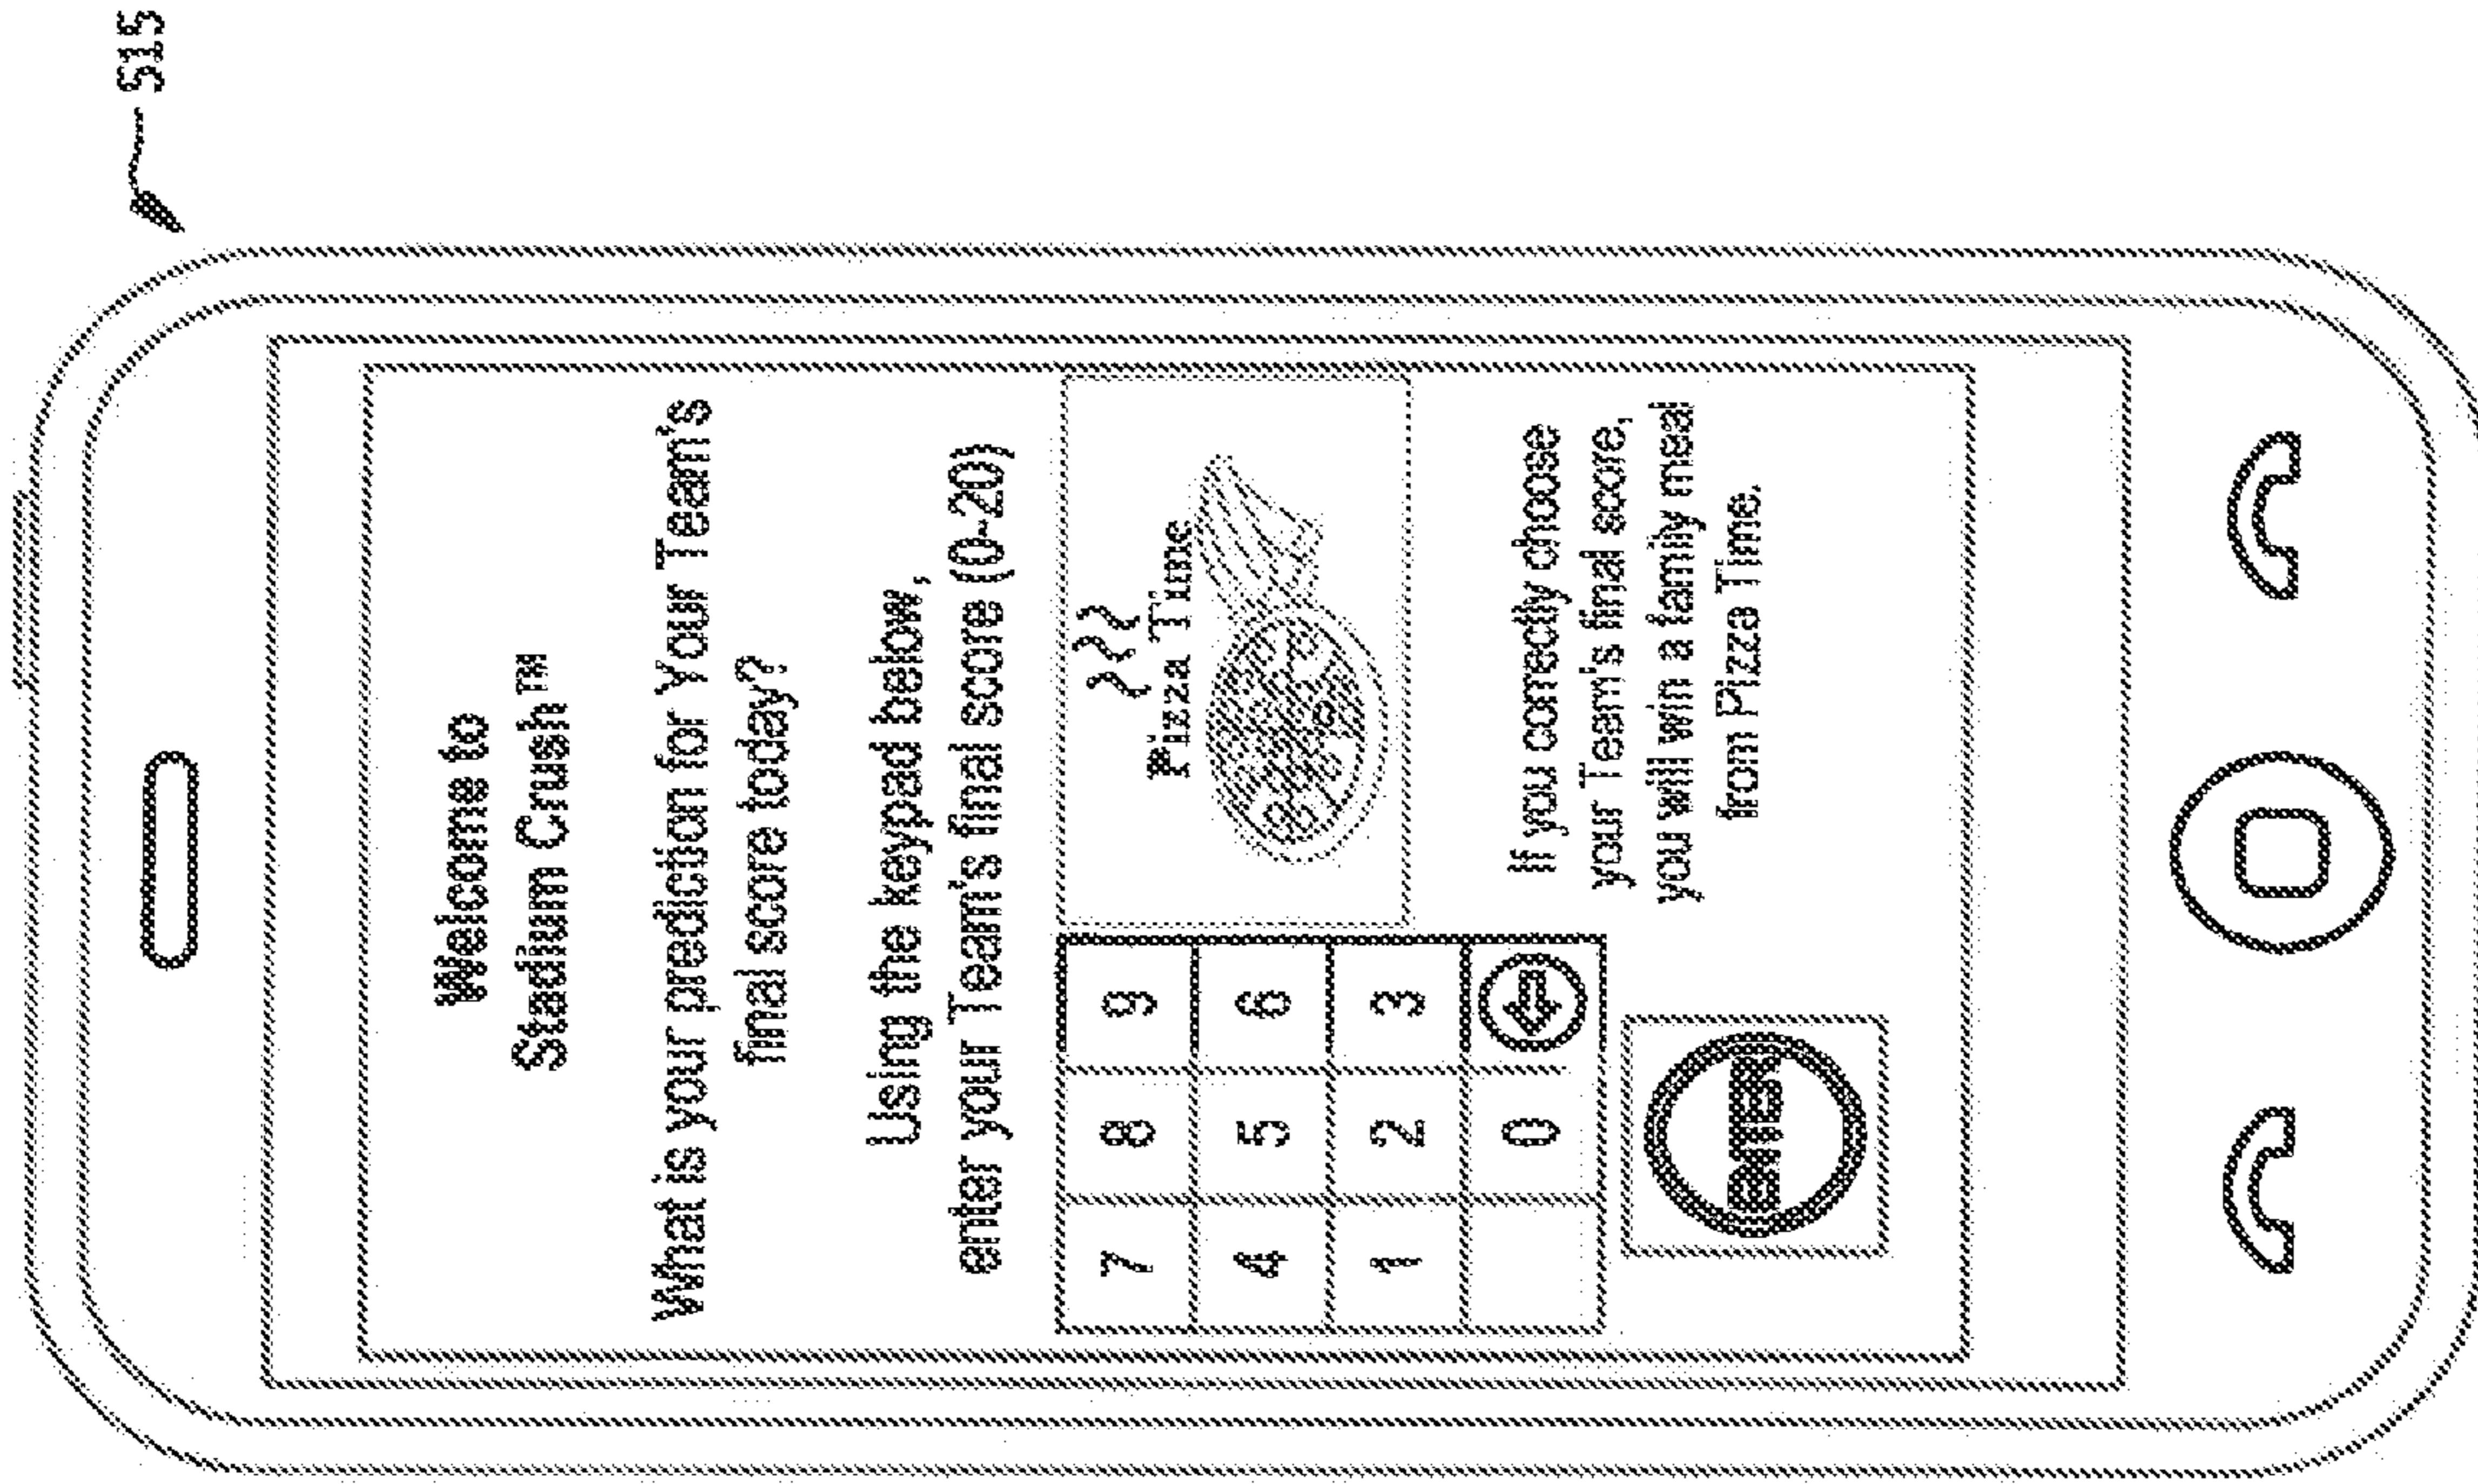 515
Welcome to
Stadium Crush™
What is your prediction for Your Team's
final score today?
Using the keypad below,
enter your Team's final score (0-20)
7 8 9
4 5 6
1 2 3
0
Pizza Time
ENTER
If you correctly choose
your Team's final score,
you will win a family meal
from Pizza Time.